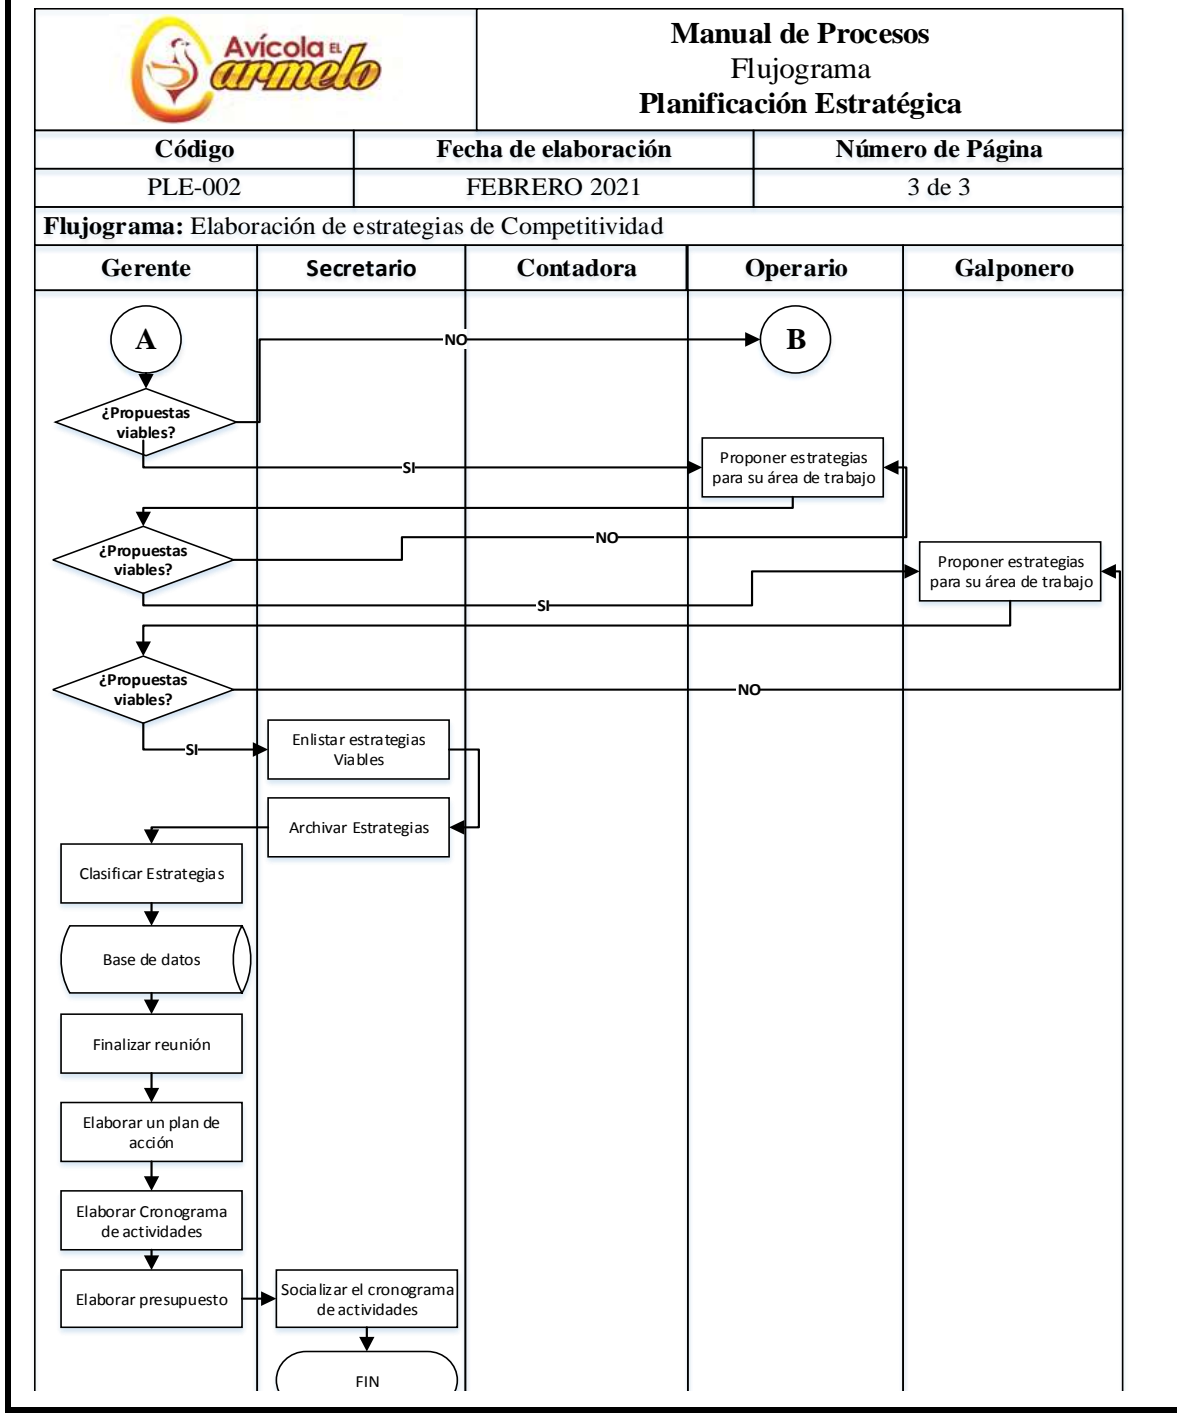 Avícola EL
Carmelo
Manual de Procesos
Flujograma
Planificación Estratégica
Código
Fecha de elaboración
Número de Página
PLE-002
FEBRERO 2021
3 de 3
Flujograma: Elaboración de estrategias de Competitividad
Gerente
Secretario
Contadora
Operario
Galponero
A
NO
B
¿Propuestas
viables?
SI
Proponer estrategias
para su área de trabajo
¿Propuestas
viables?
NO
Proponer estrategias
para su área de trabajo
SI
¿Propuestas
viables?
NO
SI
Enlistar estrategias
Viables
Archivar Estrategias
Clasificar Estrategias
Base de datos
Finalizar reunión
Elaborar un plan de
acción
Elaborar Cronograma
de actividades
Elaborar presupuesto
Socializar el cronograma
de actividades
FIN